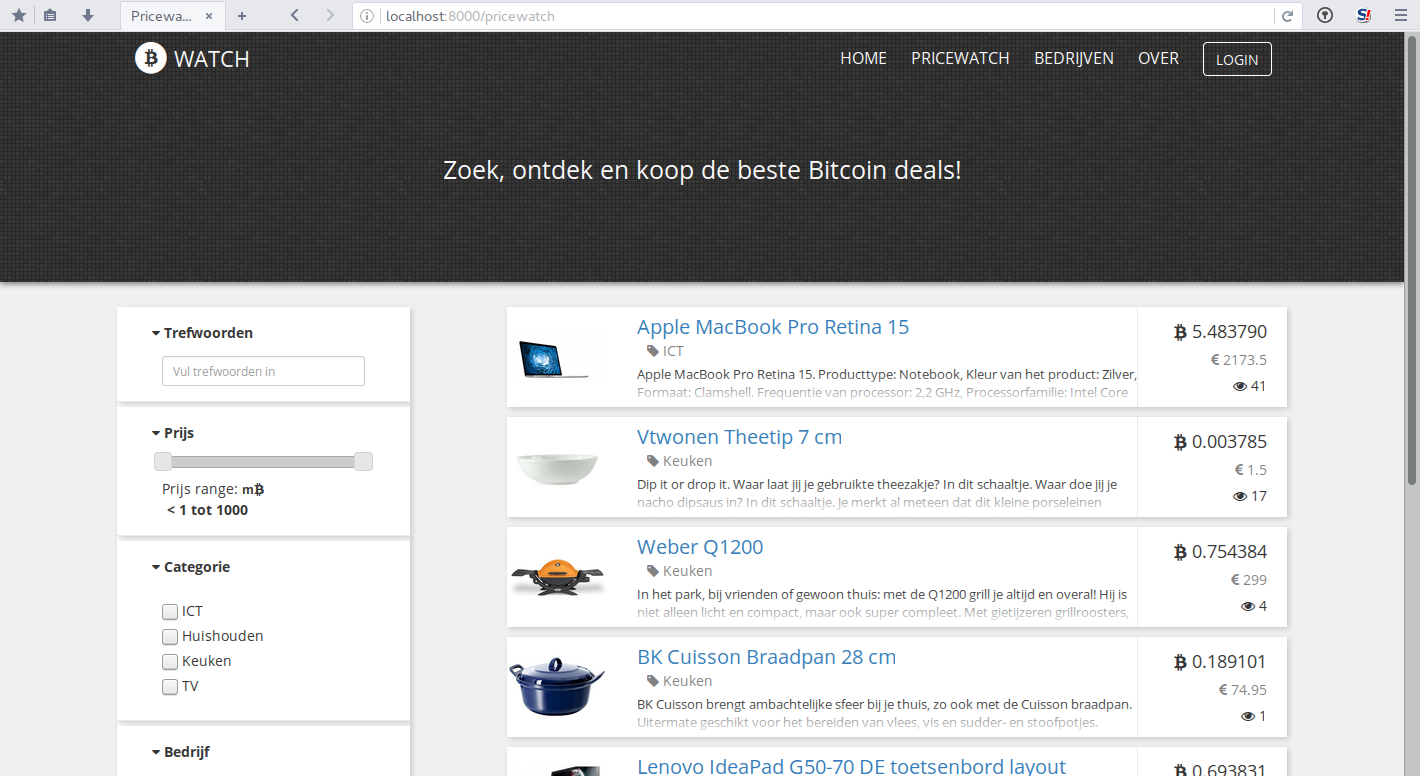 Pricewa...
localhost:8000/pricewatch
WATCH
HOME PRICEWATCH BEDRIJVEN OVER LOGIN
Zoek, ontdek en koop de beste Bitcoin deals!
Trefwoorden
Vul trefwoorden in
Prijs
Prijs range: m₿
< 1 tot 1000
Categorie
ICT
Huishouden
Keuken
TV
Bedrijf
Apple MacBook Pro Retina 15
ICT
Apple MacBook Pro Retina 15. Producttype: Notebook, Kleur van het product: Zilver,
Formaat: Clamshell. Frequentie van processor: 2,2 GHz, Processorfamilie: Intel Core
₿ 5.483790
€ 2173.5
41
Vtwonen Theetip 7 cm
Keuken
Dip it or drop it. Waar laat jij je gebruikte theezakje? In dit schaaltje. Waar doe jij je
nacho dipsaus in? In dit schaaltje. Je merkt al meteen dat dit kleine porseleinen
₿ 0.003785
€ 1.5
17
Weber Q1200
Keuken
In het park, bij vrienden of gewoon thuis: met de Q1200 grill je altijd en overal! Hij is
niet alleen licht en compact, maar ook super compleet. Met gietijzeren grillroosters,
₿ 0.754384
€ 299
4
BK Cuisson Braadpan 28 cm
Keuken
BK Cuisson brengt ambachtelijke sfeer bij je thuis, zo ook met de Cuisson braadpan.
Uitermate geschikt voor het bereiden van vlees, vis en sudder- en stoofpotjes.
₿ 0.189101
€ 74.95
1
Lenovo IdeaPad G50-70 DE toetsenbord layout
₿ 0.693831